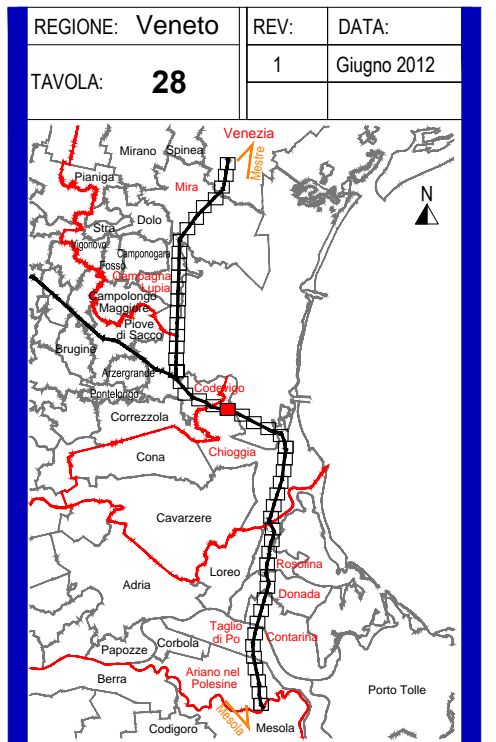 REGIONE: Veneto
REV:
DATA:
TAVOLA: 28
1
Giugno 2012
Venezia
Mestre
Mirano
Spinea
Pianiga
Mira
N
Stra
Dolo
Vigonovo
Camponogara
Fosso
Campagna
Lupia
Campolongo
Maggiore
Piove
di Sacco
Brugine
Arzergrande
Pontelongo
Codevigo
Correzzola
Chioggia
Cona
Cavarzere
Loreo
Rosolina
Adria
Donada
Taglio
di Po
Contarina
Corbola
Papozze
Berra
Ariano nel
Polesine
Porto Tolle
Mesola
Mesola
Codigoro